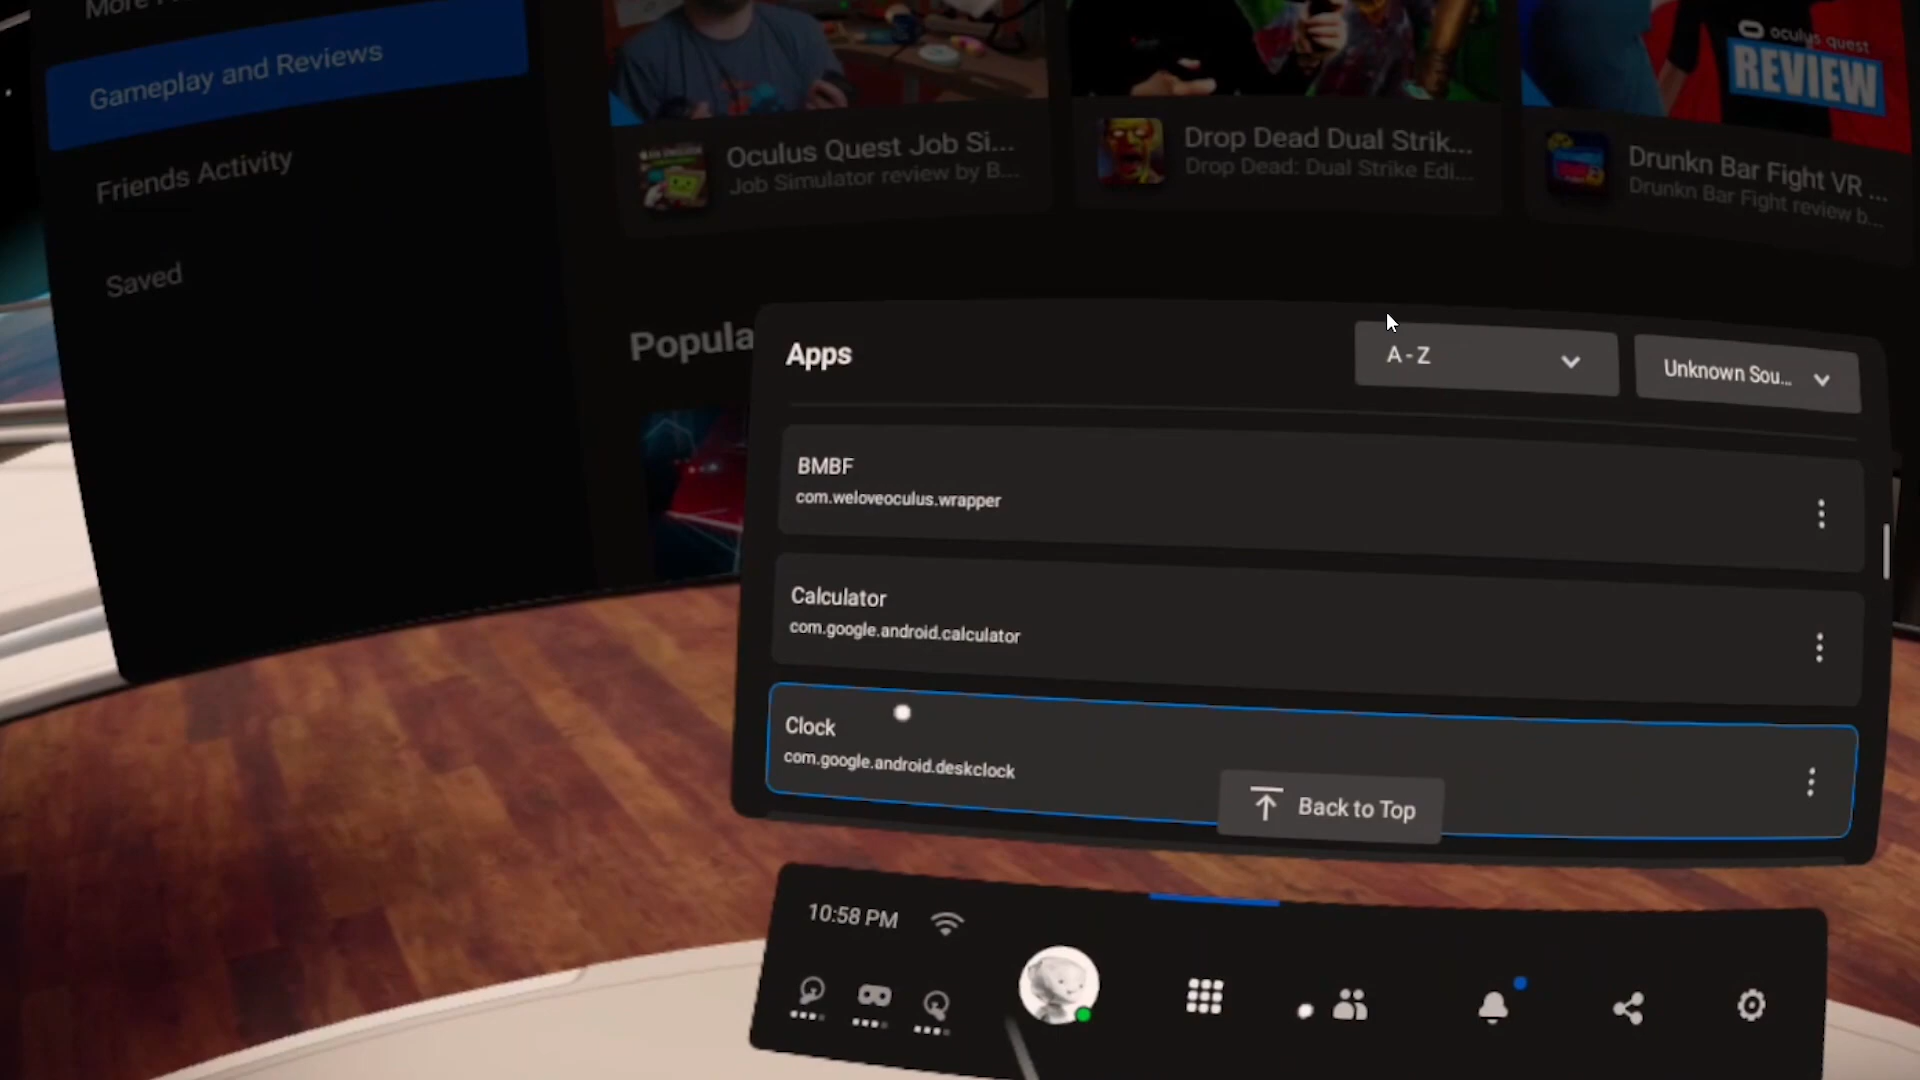 Gameplay and Reviews
Friends Activity
Saved
Oculus Quest Job Si...
Job Simulator review by B...
Drop Dead Dual Strik...
Drop Dead: Dual Strike Edi...
oculus quest
REVIEW
Drunkn Bar Fight VR ...
Drunkn Bar Fight review b...
Popula
Apps
A - Z
Unknown Sou...
BMBF
com.weloveoculus.wrapper
Calculator
com.google.android.calculator
Clock
com.google.android.deskclock
Back to Top
10:58 PM